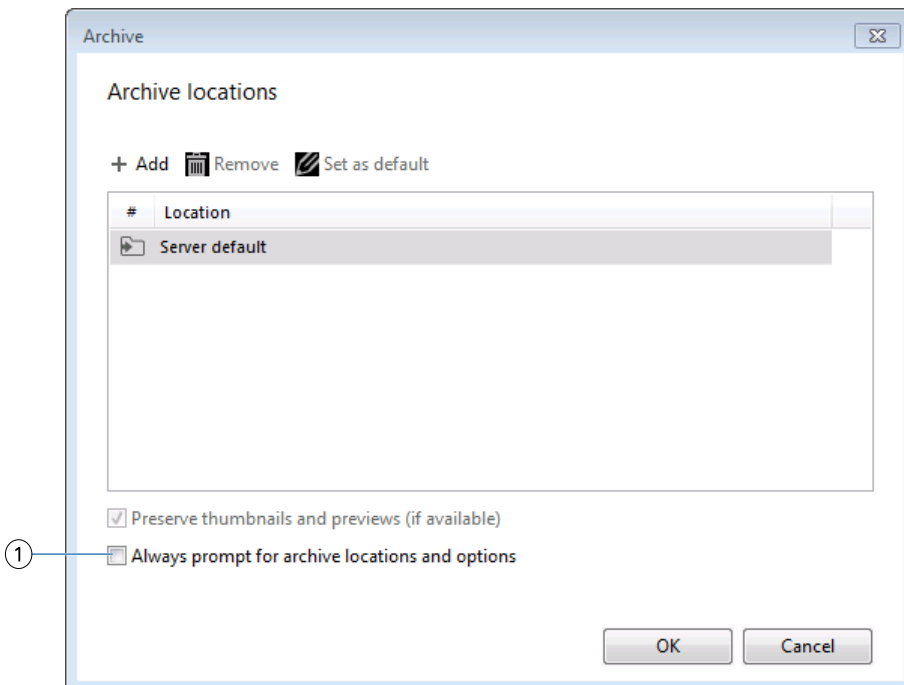 Archive
Archive locations
+ Add Remove Set as default
# Location
Server default
Preserve thumbnails and previews (if available)
1 Always prompt for archive locations and options
OK Cancel